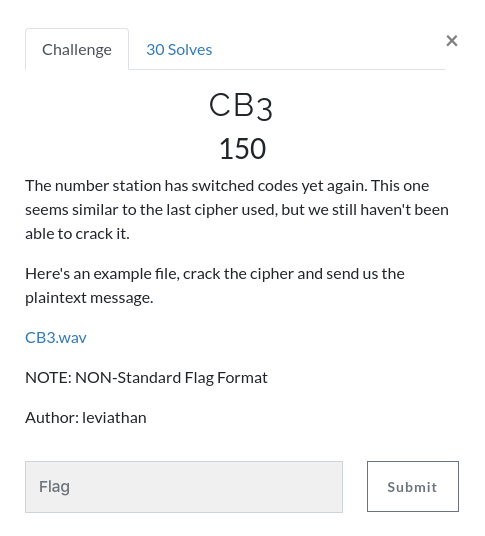 Challenge
30 Solves
×
CB3
150
The number station has switched codes yet again. This one
seems similar to the last cipher used, but we still haven't been
able to crack it.
Here's an example file, crack the cipher and send us the
plaintext message.
CB3.wav
NOTE: NON-Standard Flag Format
Author: leviathan
Flag
Submit